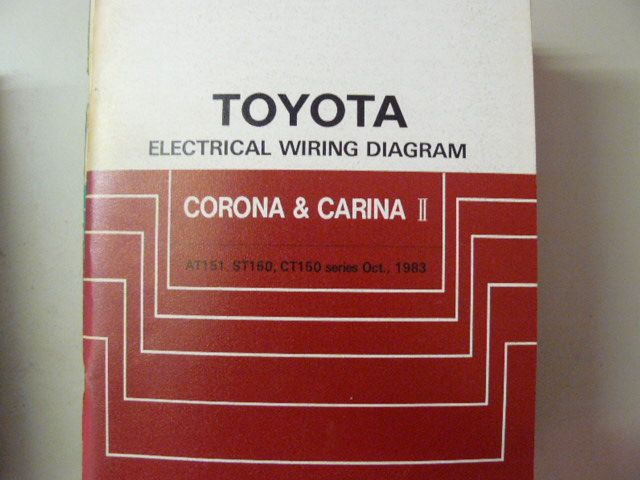 TOYOTA
ELECTRICAL WIRING DIAGRAM
CORONA & CARINA II
AT151, ST150, CT150 series Oct., 1983